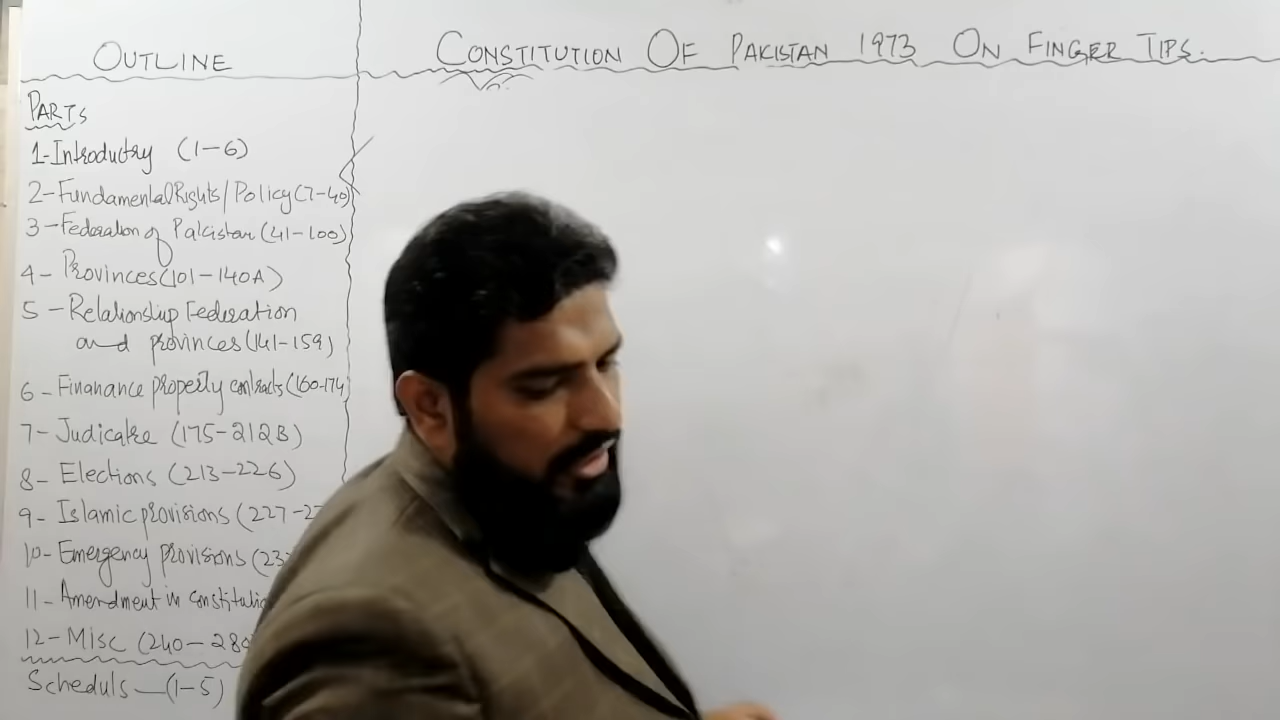 OUTLINE
CONSTITUTION OF PAKISTAN 1973 ON FINGER TIPS.
PARTS
1-Introductry (1-6)
2-Fundamental Rights/Policy (7-40)
3-Federation of Pakistan (41-100)
4- Provinces (101-140A)
5 - Relationship Federation
and provinces (141-159)
6 - Finanance property contracts (160-174
7- Judicatre (175-212B)
8- Elections (213-226)
9- Islamic provisions (227-2
10- Emergency provisions (23
11- Amendment in constitutio
12- Misc (240-280
Scheduls - (1-5)